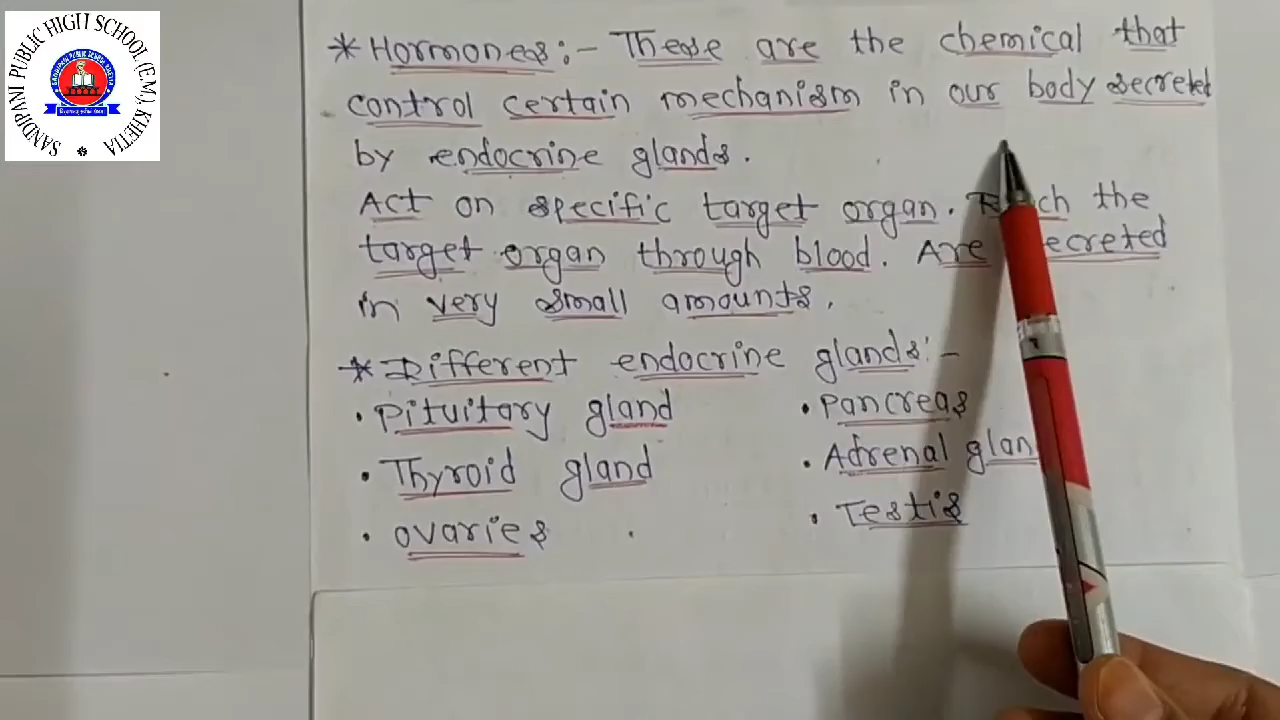 SANDIPANI PUBLIC HIGH SCHOOL (E.M.), KHETIA
* Hormones:- These are the chemical that
control certain mechanism in our body secreted
by endocrine glands.
Act on specific target organ. the
target organ through blood. Are secreted
in very small amounts.
* Different endocrine glands:-
• Pituitary gland
• Pancreas
• Thyroid gland
• Adrenal glan
• Ovaries
• Testis